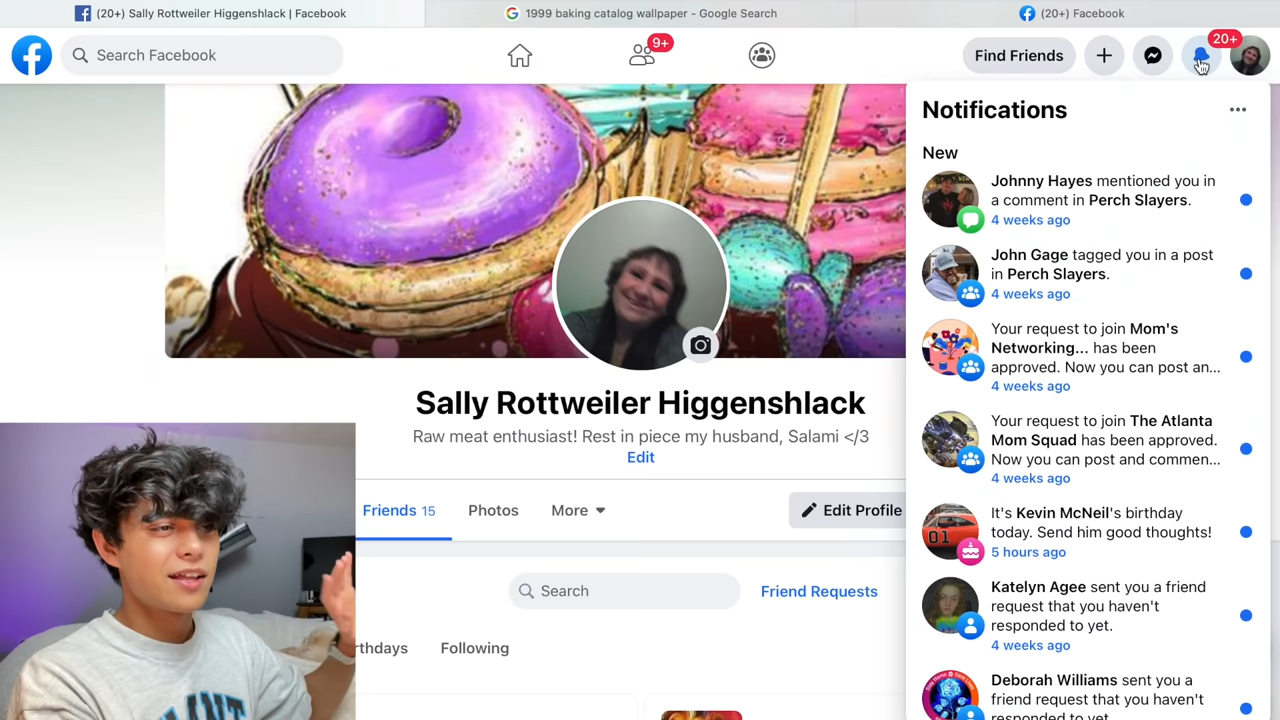 (20+) Sally Rottweiler Higgenshlack | Facebook
1999 baking catalog wallpaper - Google Search
(20+) Facebook
Search Facebook
9+
Find Friends
20+
Notifications
New
Johnny Hayes mentioned you in
a comment in Perch Slayers.
4 weeks ago
John Gage tagged you in a post
in Perch Slayers.
4 weeks ago
Your request to join Mom's
Networking... has been
approved. Now you can post an...
4 weeks ago
Your request to join The Atlanta
Mom Squad has been approved.
Now you can post and commen...
4 weeks ago
It's Kevin McNeil's birthday
today. Send him good thoughts!
5 hours ago
Katelyn Agee sent you a friend
request that you haven't
responded to yet.
4 weeks ago
Deborah Williams sent you a
friend request that you haven't
responded to yet.
Sally Rottweiler Higgenshlack
Raw meat enthusiast! Rest in piece my husband, Salami </3
Edit
Friends 15
Photos
More
Edit Profile
Search
Friend Requests
rthdays
Following
01